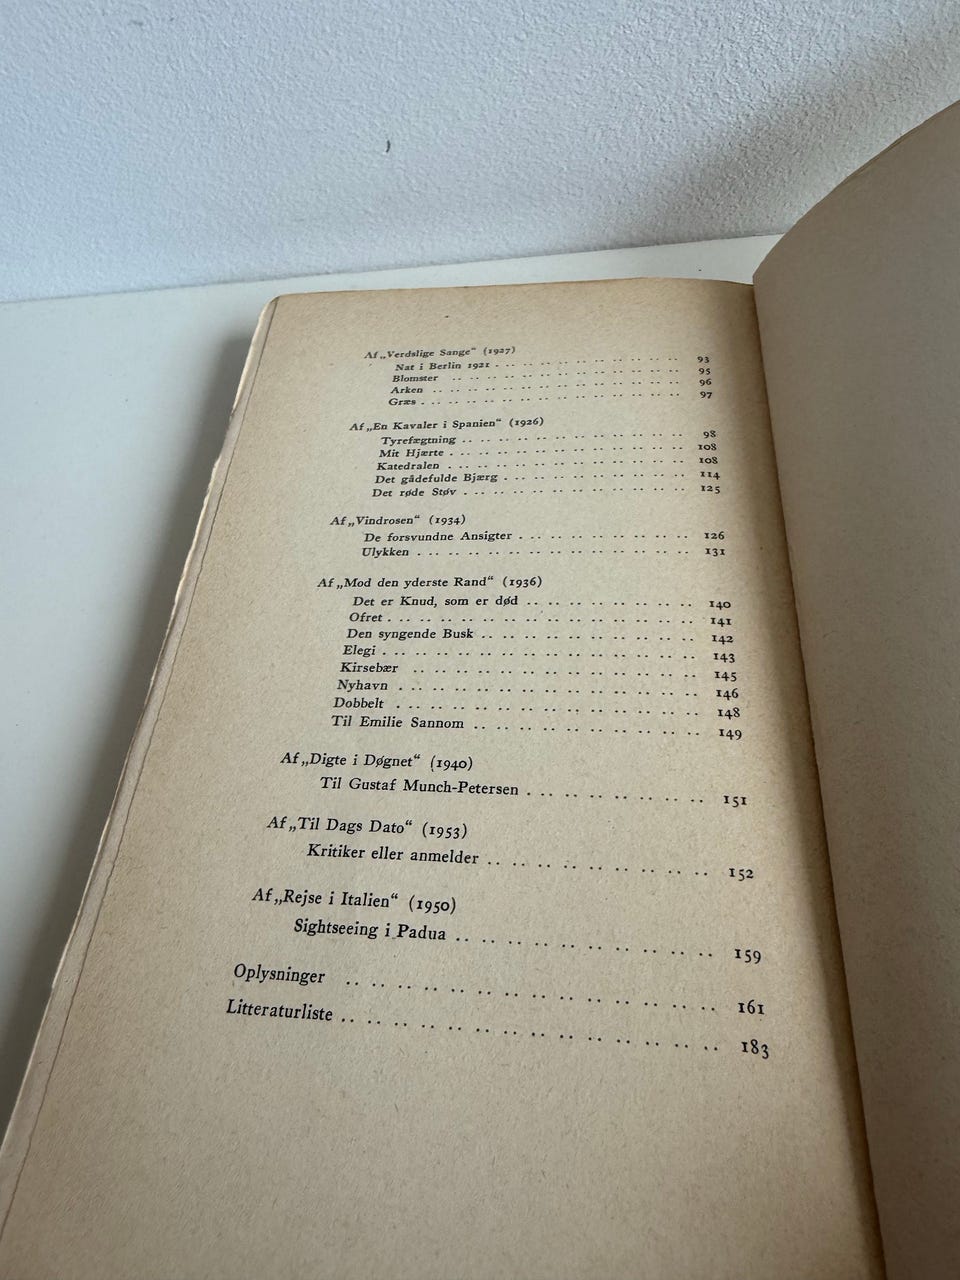 Af „Verdslige Sange“ (1927)
Nat i Berlin 1921 . . . . . . . . . . . . . . . . 93
Blomster . . . . . . . . . . . . . . . . . . 95
Arken . . . . . . . . . . . . . . . . . . . . 96
Græs . . . . . . . . . . . . . . . . . . . . . 97
Af „En Kavaler i Spanien“ (1926)
Tyrefægtning . . . . . . . . . . . . . . . . . . 98
Mit Hjærte . . . . . . . . . . . . . . . . . . . 108
Katedralen . . . . . . . . . . . . . . . . . . . 108
Det gådefulde Bjærg . . . . . . . . . . . . . . . 114
Det røde Støv . . . . . . . . . . . . . . . . . . 125
Af „Vindrosen“ (1934)
De forsvundne Ansigter . . . . . . . . . . . . . . 126
Ulykken . . . . . . . . . . . . . . . . . . . . . 131
Af „Mod den yderste Rand“ (1936)
Det er Knud, som er død . . . . . . . . . . . . . . 140
Ofret . . . . . . . . . . . . . . . . . . . . . . . 141
Den syngende Busk . . . . . . . . . . . . . . . . . 142
Elegi . . . . . . . . . . . . . . . . . . . . . . . 143
Kirsebær . . . . . . . . . . . . . . . . . . . . . . 145
Nyhavn . . . . . . . . . . . . . . . . . . . . . . . 146
Dobbelt . . . . . . . . . . . . . . . . . . . . . . 148
Til Emilie Sannom . . . . . . . . . . . . . . . . . 149
Af „Digte i Døgnet“ (1940)
Til Gustaf Munch-Petersen . . . . . . . . . . . . . 151
Af „Til Dags Dato“ (1953)
Kritiker eller anmelder . . . . . . . . . . . . . . 152
Af „Rejse i Italien“ (1950)
Sightseeing i Padua . . . . . . . . . . . . . . . . 159
Oplysninger . . . . . . . . . . . . . . . . . . . . 161
Litteraturliste . . . . . . . . . . . . . . . . . . 183